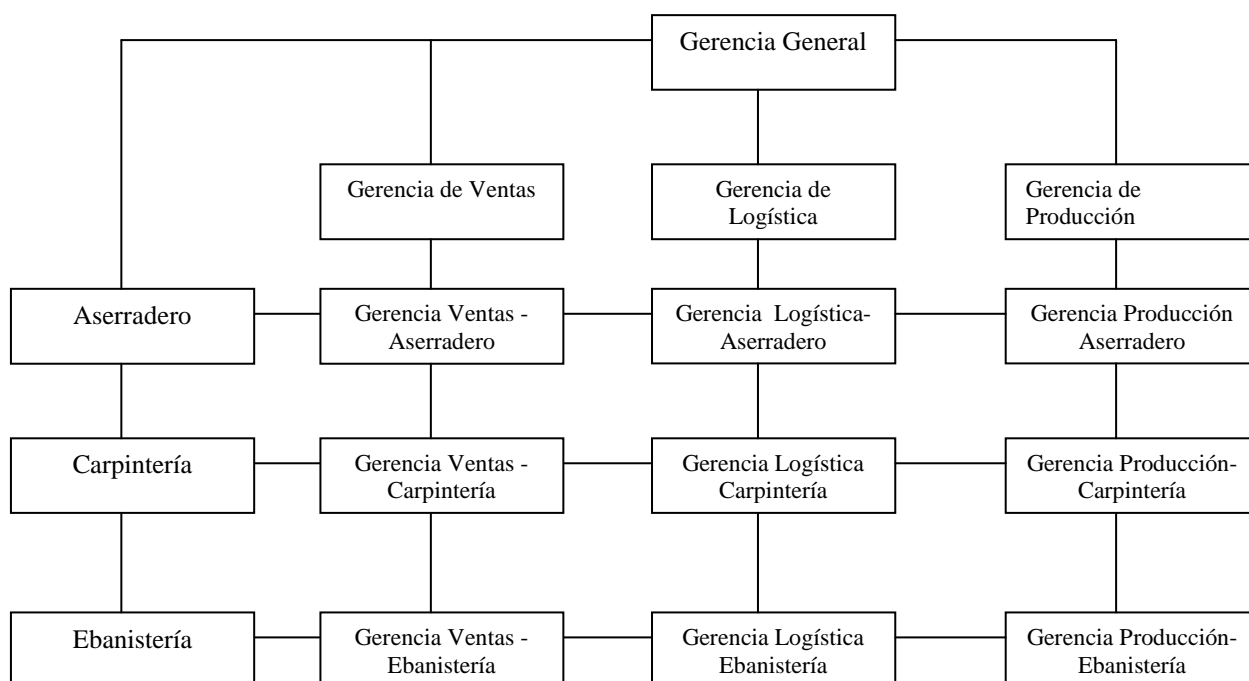 Gerencia General
Gerencia de Ventas
Gerencia de
Logística
Gerencia de
Producción
Aserradero
Gerencia Ventas -
Aserradero
Gerencia  Logística-
Aserradero
Gerencia Producción
Aserradero
Carpintería
Gerencia Ventas -
Carpintería
Gerencia Logística
Carpintería
Gerencia Producción-
Carpintería
Ebanistería
Gerencia Ventas -
Ebanistería
Gerencia Logística
Ebanistería
Gerencia Producción-
Ebanistería